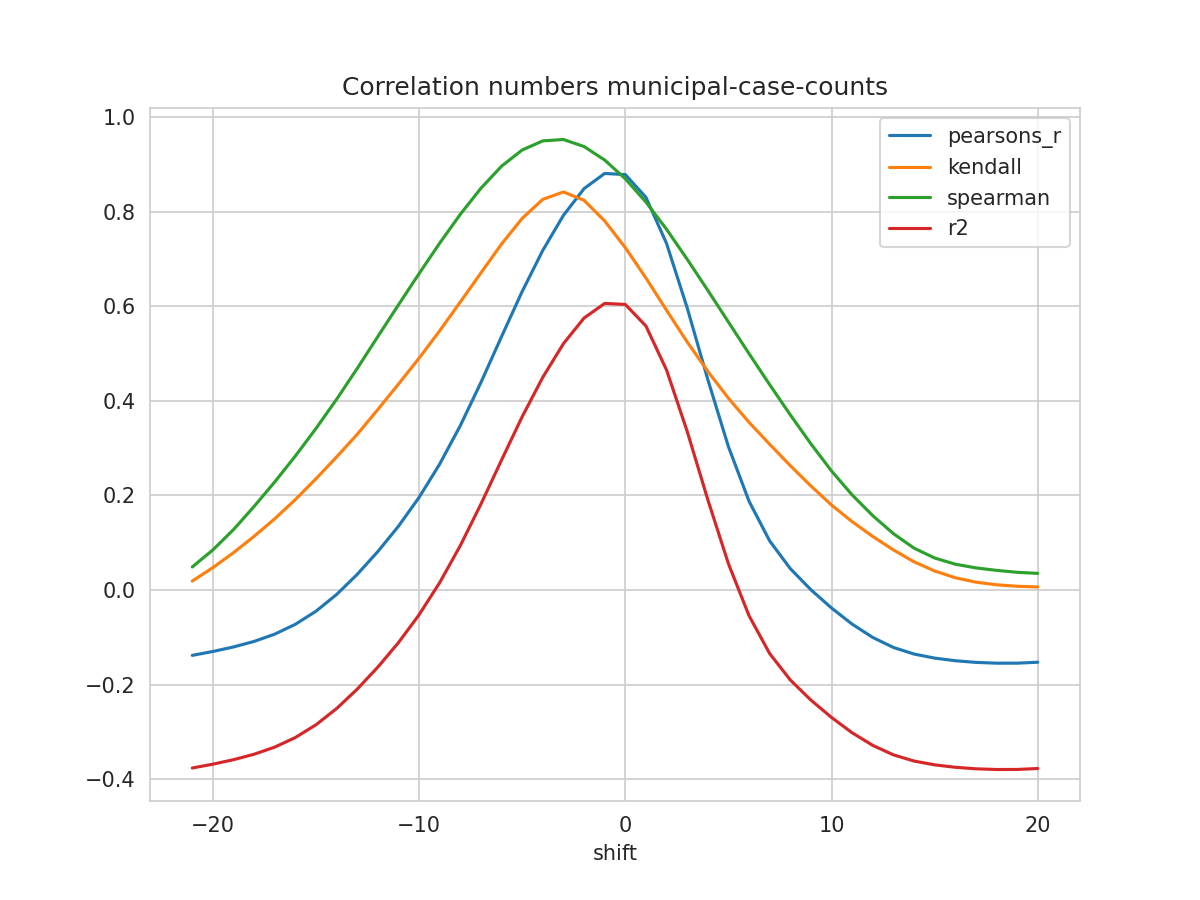 Correlation numbers municipal-case-counts
1.0
0.8
0.6
0.4
0.2
0.0
−0.2
−0.4
pearsons_r
kendall
spearman
r2
−20
−10
0
10
20
shift